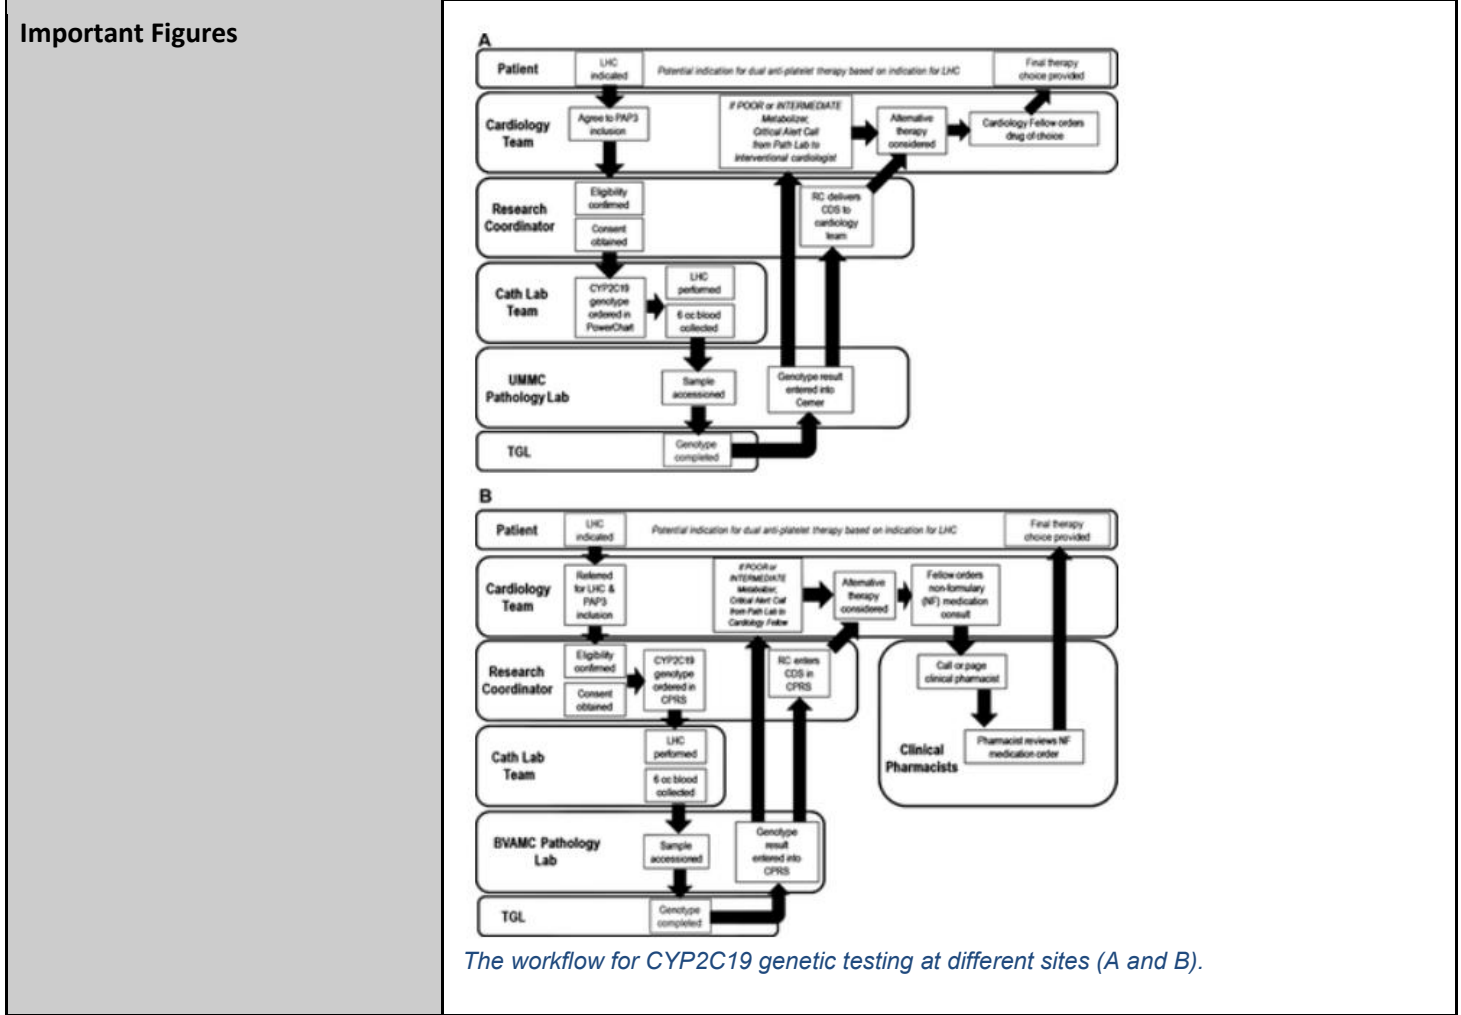 Important Figures
A
Patient
LHC
indicated
Potential indication for dual anti-platelet therapy based on indication for LHC
Final therapy
choice provided
Cardiology
Team
Agree to PAP3
inclusion
If POOR or INTERMEDIATE
Metabolizer,
Critical Alert Call
from Path Lab to
interventional cardiologist
Alternative
therapy
considered
Cardiology Fellow orders
drug of choice
Research
Coordinator
Eligibility
confirmed
Consent
obtained
RC delivers
CDS to
cardiology
team
Cath Lab
Team
CYP2C19
genotype
ordered in
PowerChart
LHC
performed
6 cc blood
collected
UMMC
Pathology Lab
Sample
accessioned
Genotype result
entered into
Cerner
TGL
Genotype
completed
B
Patient
LHC
indicated
Potential indication for dual anti-platelet therapy based on indication for LHC
Final therapy
choice provided
Cardiology
Team
Referred
for LHC &
PAP3
inclusion
If POOR or
INTERMEDIATE
Metabolizer,
Critical Alert Call
from Path Lab to
Cardiology Fellow
Alternative
therapy
considered
Fellow orders
non-formulary
(NF) medication
consult
Research
Coordinator
Eligibility
confirmed
Consent
obtained
CYP2C19
genotype
ordered in
CPRS
RC enters
CDS in
CPRS
Call or page
clinical pharmacist
Clinical
Pharmacists
Pharmacist reviews NF
medication order
Cath Lab
Team
LHC
performed
6 cc blood
collected
BVAMC Pathology
Lab
Sample
accessioned
Genotype
result
entered into
CPRS
TGL
Genotype
completed
The workflow for CYP2C19 genetic testing at different sites (A and B).